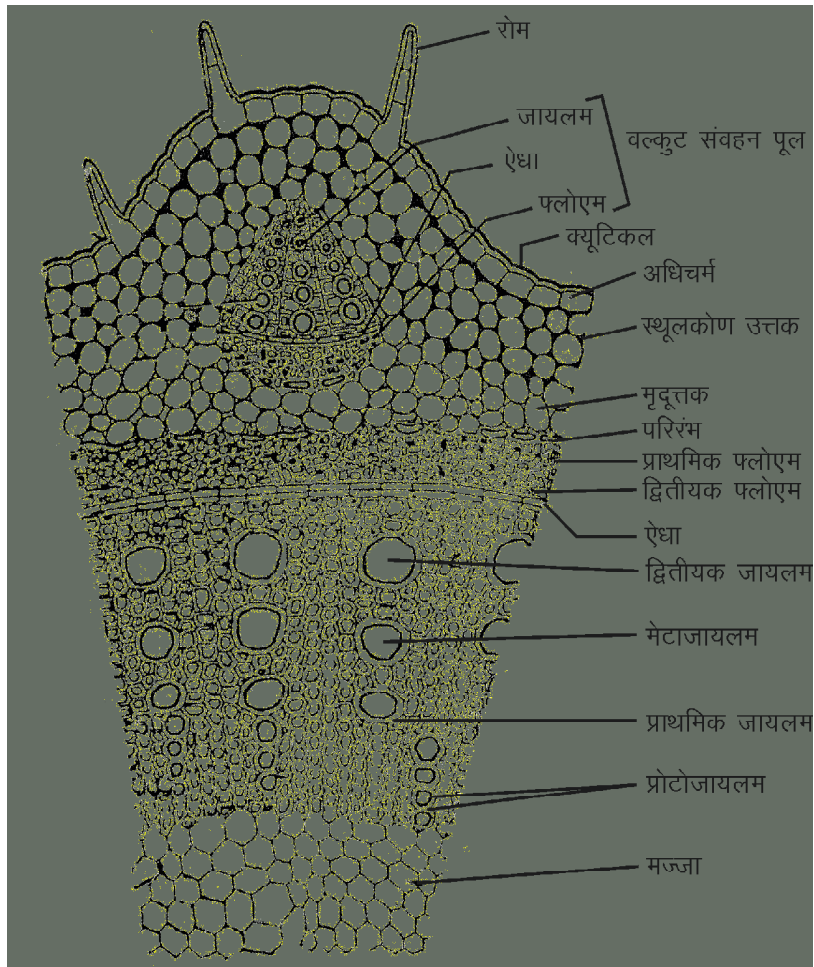 रोम
जायलम
वल्कुट संवहन पूल
ऐधा
फ्लोएम
क्यूटिकल
अधिचर्म
स्थूलकोण उत्तक
मृदूत्तक
परिरंभ
प्राथमिक फ्लोएम
द्वितीयक फ्लोएम
ऐधा
द्वितीयक जायलम
मेटाजायलम
प्राथमिक जायलम
प्रोटोजायलम
मज्जा